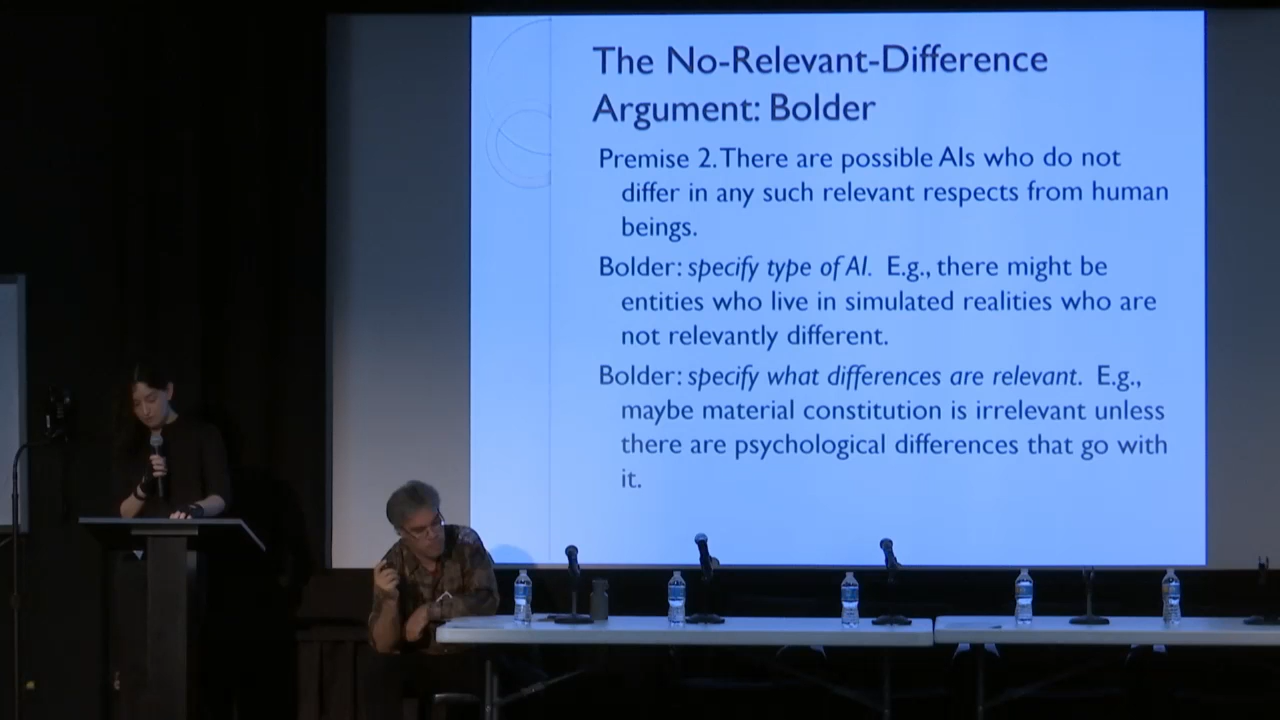 The No-Relevant-Difference
Argument: Bolder
Premise 2. There are possible AIs who do not
differ in any such relevant respects from human
beings.
Bolder: specify type of AI. E.g., there might be
entities who live in simulated realities who are
not relevantly different.
Bolder: specify what differences are relevant. E.g.,
maybe material constitution is irrelevant unless
there are psychological differences that go with
it.